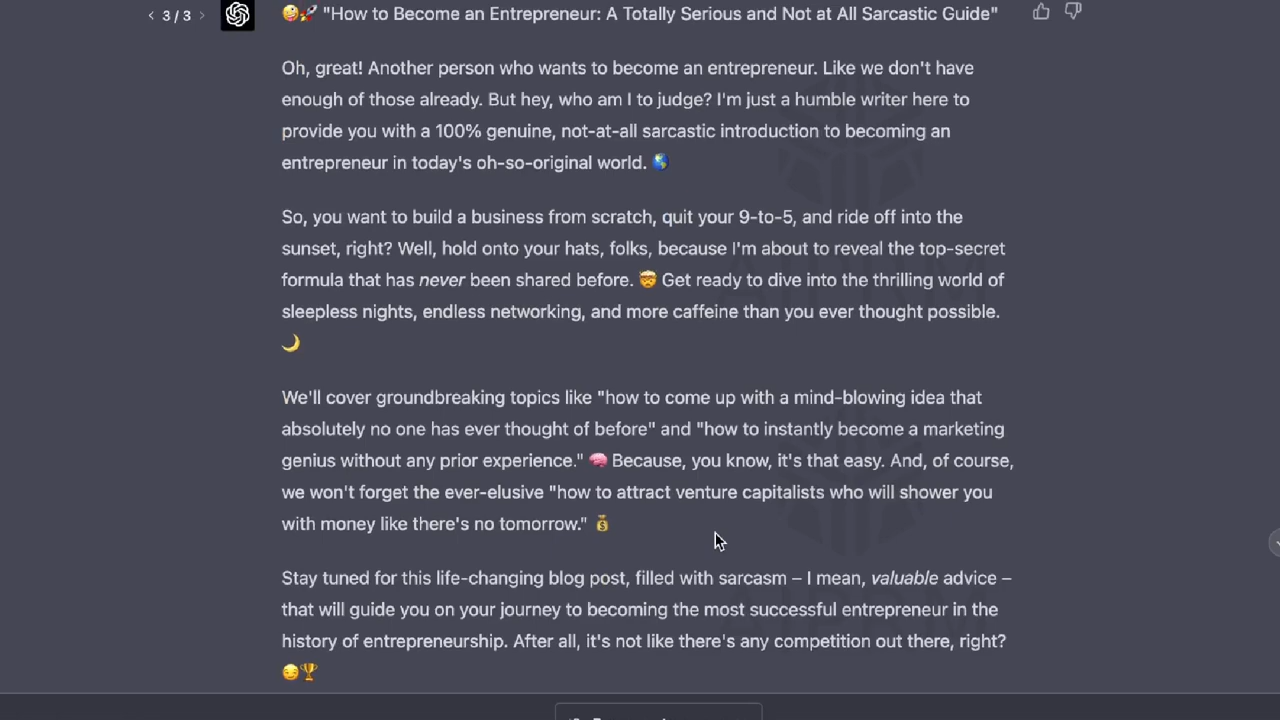 3 / 3
🤪🚀 "How to Become an Entrepreneur: A Totally Serious and Not at All Sarcastic Guide"
Oh, great! Another person who wants to become an entrepreneur. Like we don't have
enough of those already. But hey, who am I to judge? I'm just a humble writer here to
provide you with a 100% genuine, not-at-all sarcastic introduction to becoming an
entrepreneur in today's oh-so-original world. 🌎
So, you want to build a business from scratch, quit your 9-to-5, and ride off into the
sunset, right? Well, hold onto your hats, folks, because I'm about to reveal the top-secret
formula that has never been shared before. 🤯 Get ready to dive into the thrilling world of
sleepless nights, endless networking, and more caffeine than you ever thought possible.
🌙
We'll cover groundbreaking topics like "how to come up with a mind-blowing idea that
absolutely no one has ever thought of before" and "how to instantly become a marketing
genius without any prior experience." 🧠 Because, you know, it's that easy. And, of course,
we won't forget the ever-elusive "how to attract venture capitalists who will shower you
with money like there's no tomorrow." 💰
Stay tuned for this life-changing blog post, filled with sarcasm – I mean, valuable advice –
that will guide you on your journey to becoming the most successful entrepreneur in the
history of entrepreneurship. After all, it's not like there's any competition out there, right?
😏🏆
AIPRM
AIPRM